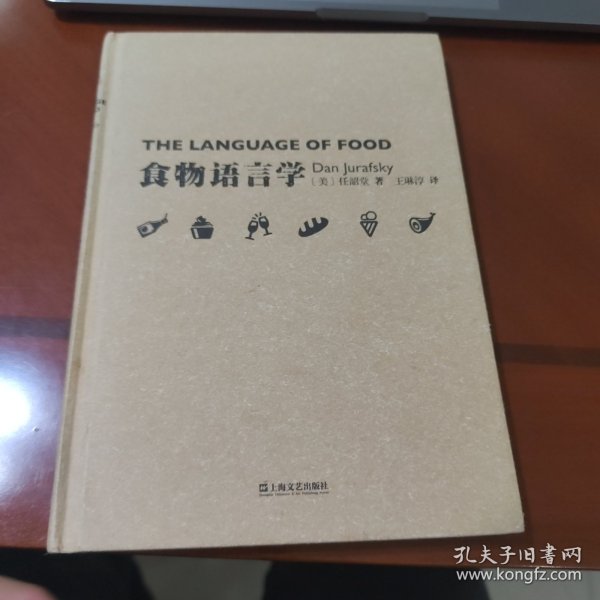 THE LANGUAGE OF FOOD
食物语言学
Dan Jurafsky
〔美〕任韶堂 著 王琳淳 译
上海文艺出版社
孔夫子旧书网
www.kongfz.com